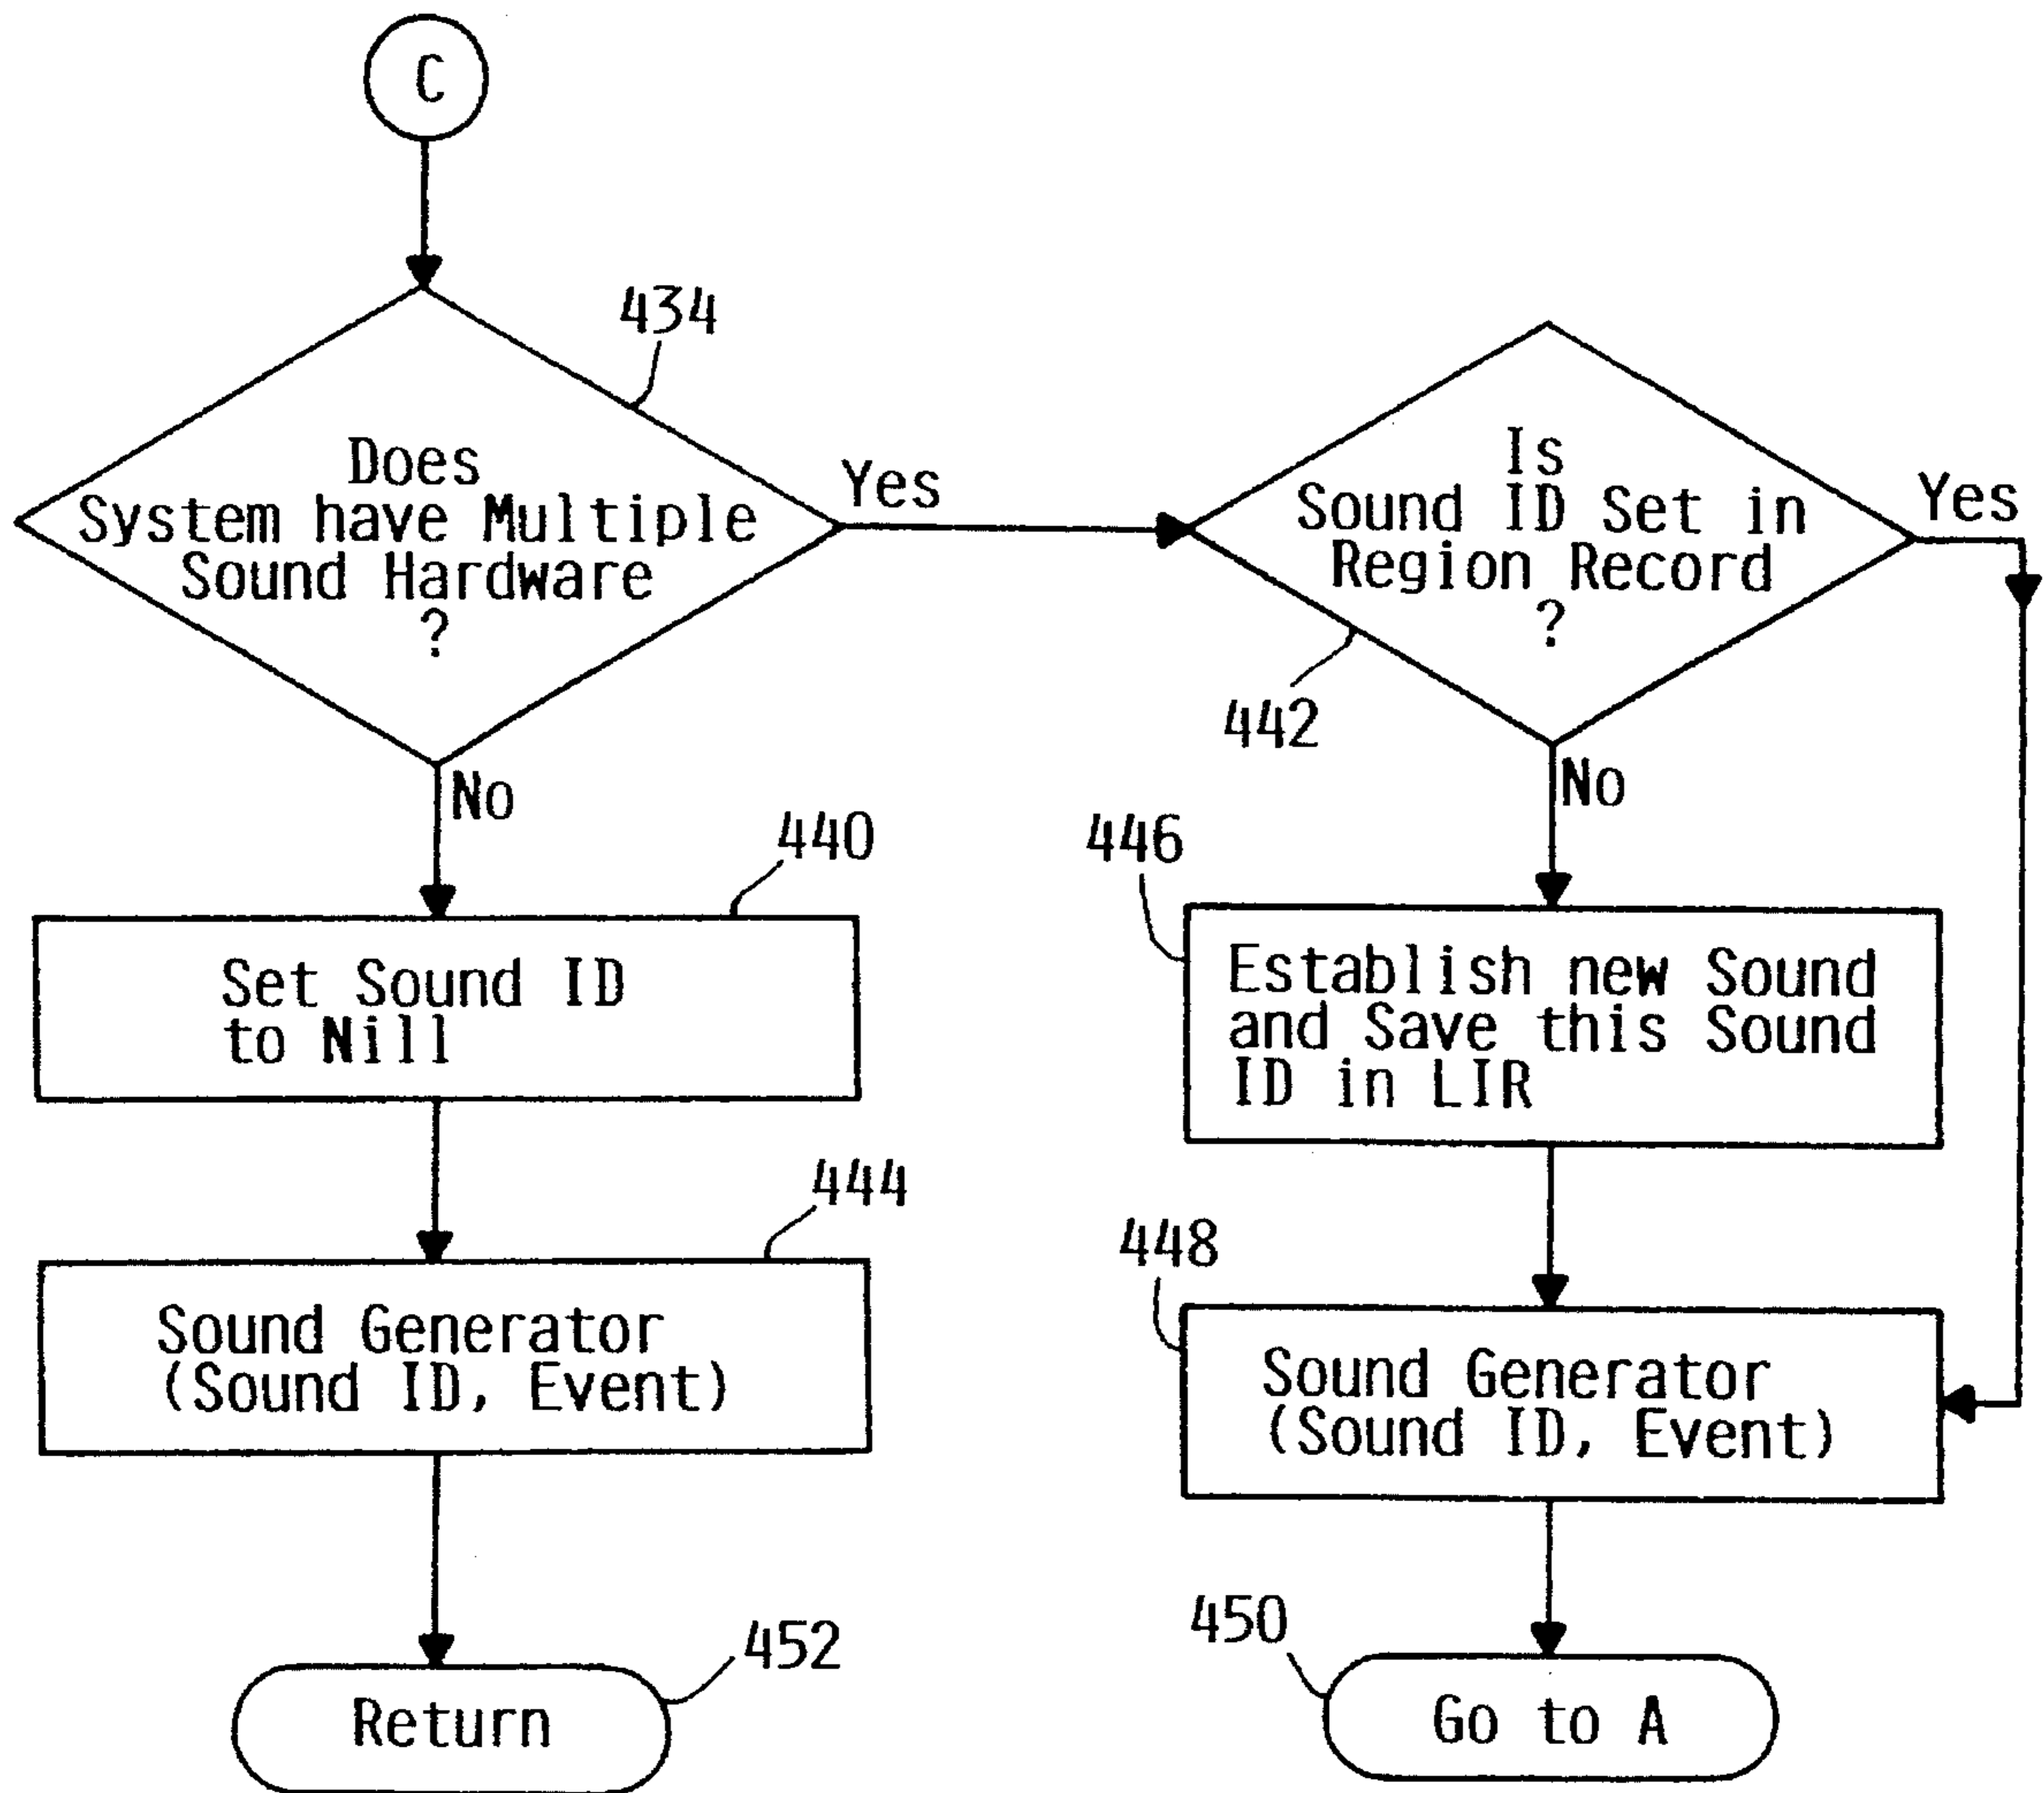 C
434
Does
System have Multiple
Sound Hardware
?
Yes
No
Is
Sound ID Set in
Region Record
?
Yes
442
No
440
Set Sound ID
to Nill
446
Establish new Sound
and Save this Sound
ID in LIR
444
Sound Generator
(Sound ID, Event)
448
Sound Generator
(Sound ID, Event)
452
Return
450
Go to A